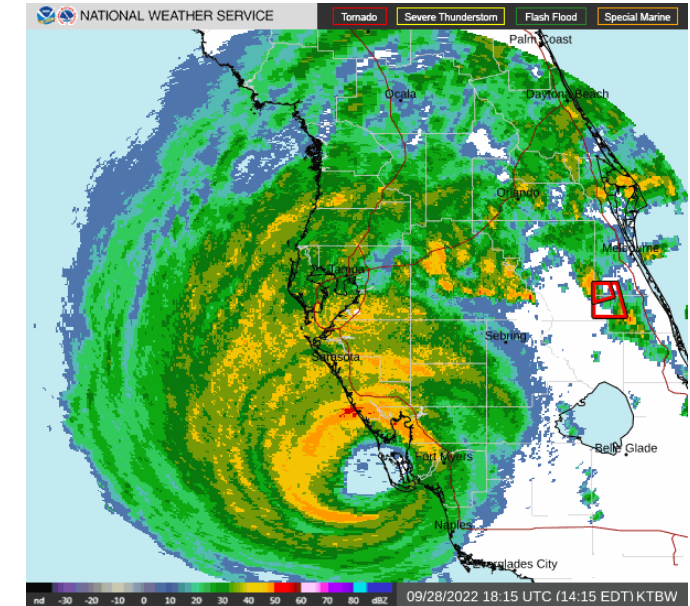 NATIONAL WEATHER SERVICE
Tornado
Severe Thunderstorm
Flash Flood
Special Marine
Palm Coast
Ocala
Daytona Beach
Orlando
Melbourne
Tampa
Sebring
Sarasota
Belle Glade
Fort Myers
Naples
Everglades City
nd -30 -20 -10 0 10 20 30 40 50 60 70 80 dBZ
09/28/2022 18:15 UTC (14:15 EDT) KTBW